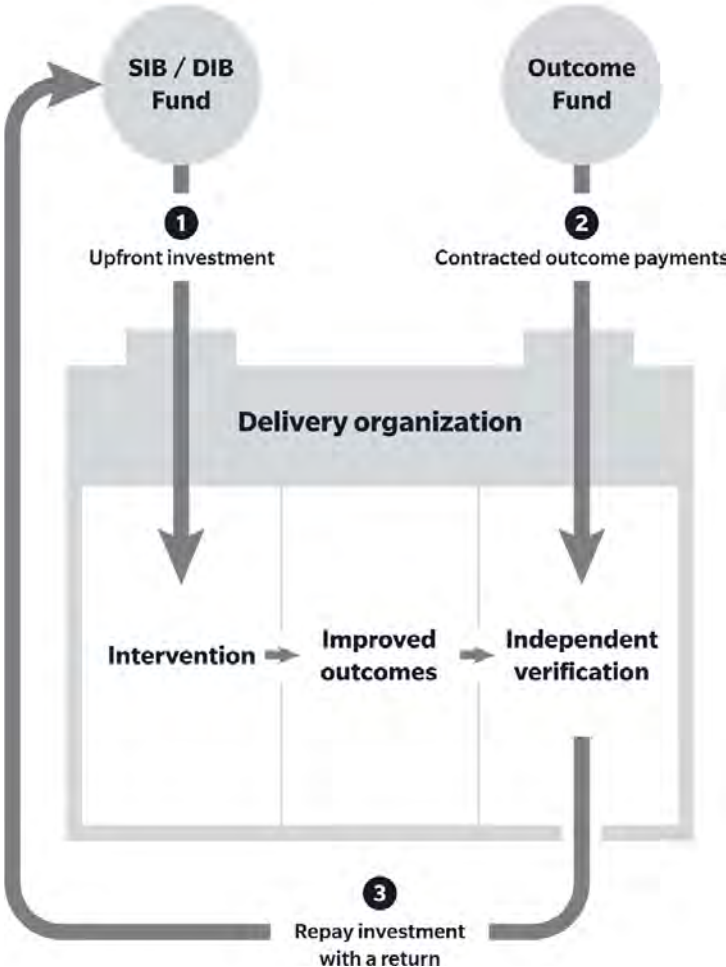 SIB / DIB
Fund
Outcome
Fund
1
Upfront investment
2
Contracted outcome payments
Delivery organization
Intervention
Improved
outcomes
Independent
verification
3
Repay investment
with a return